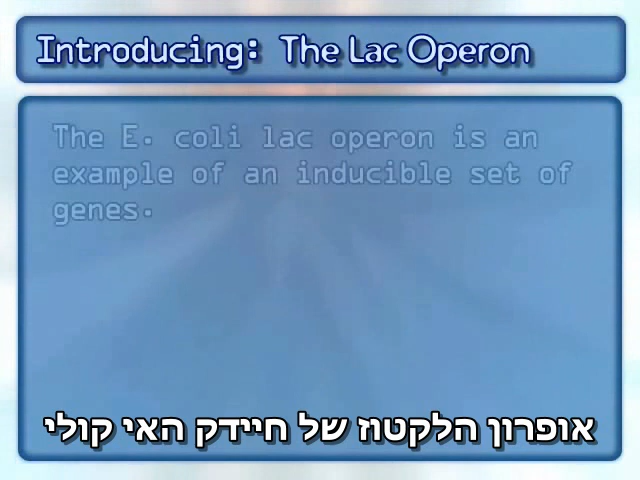 Introducing: The Lac Operon
The E. coli lac operon is an
example of an inducible set of
genes.
אופרון הלקטוז של חיידק האי קולי